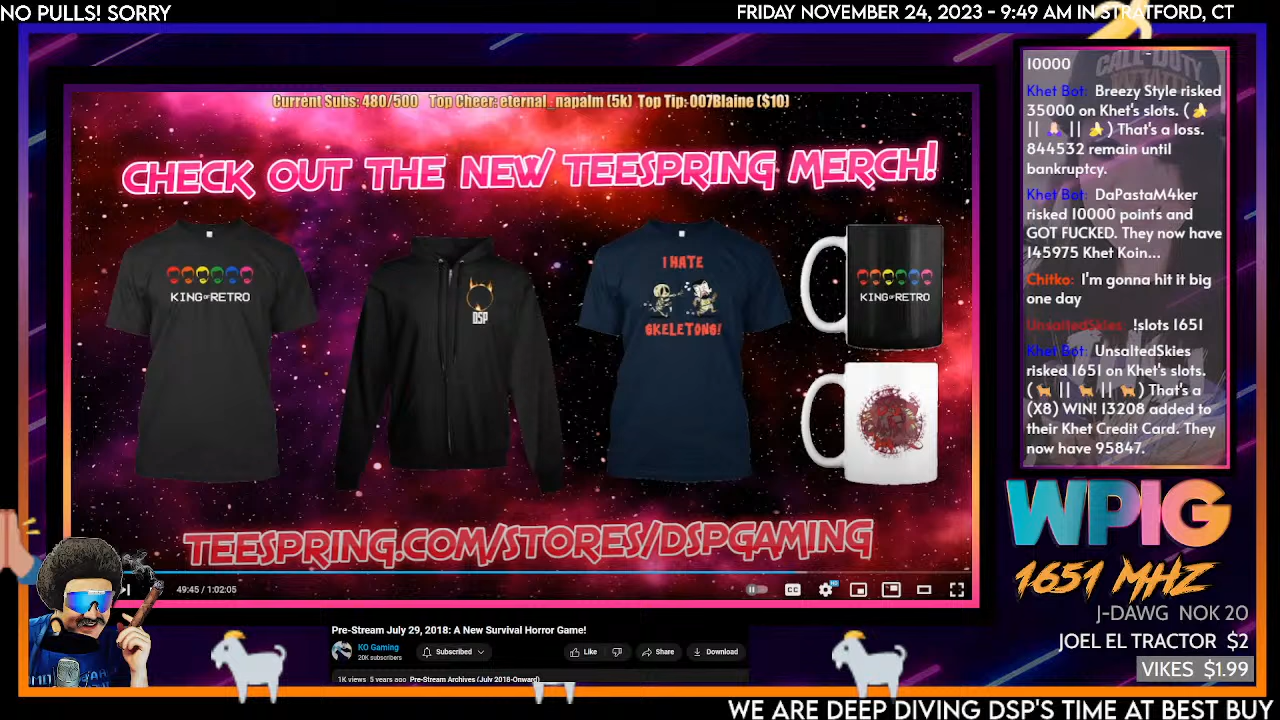 NO PULLS! SORRY
FRIDAY NOVEMBER 24, 2023 - 9:49 AM IN STRATFORD, CT
Current Subs: 480/500 Top Cheer: eternal_napalm (5k) Top Tip: 007Blaine ($10)
CHECK OUT THE NEW TEESPRING MERCH!
KING OF RETRO
DSP
I HATE
SKELETONS!
KING OF RETRO
TEESPRING.COM/STORES/DSPGAMING
49:45 / 1:02:05
CC
HD
Pre-Stream July 29, 2018: A New Survival Horror Game!
KO Gaming
20K subscribers
Subscribed
Like
Share
Download
1K views 5 years ago Pre-Stream Archives (July 2018-Onward)
CALL OF DUTY
10000
Khet Bot: Breezy Style risked
35000 on Khet's slots. (🍌
|| || 🍌) That's a loss.
844532 remain until
bankruptcy.
Khet Bot: DaPastaM4ker
risked 10000 points and
GOT FUCKED. They now have
145975 Khet Koin...
Chitko: I'm gonna hit it big
one day
UnsaltedSkies: !slots 1651
Khet Bot: UnsaltedSkies
risked 1651 on Khet's slots.
(🐕 || 🐕 || 🐕) That's a
(X8) WIN! 13208 added to
their Khet Credit Card. They
now have 95847.
WPIG
1651 MHZ
J-DAWG NOK 20
JOEL EL TRACTOR $2
VIKES $1.99
WE ARE DEEP DIVING DSP'S TIME AT BEST BUY